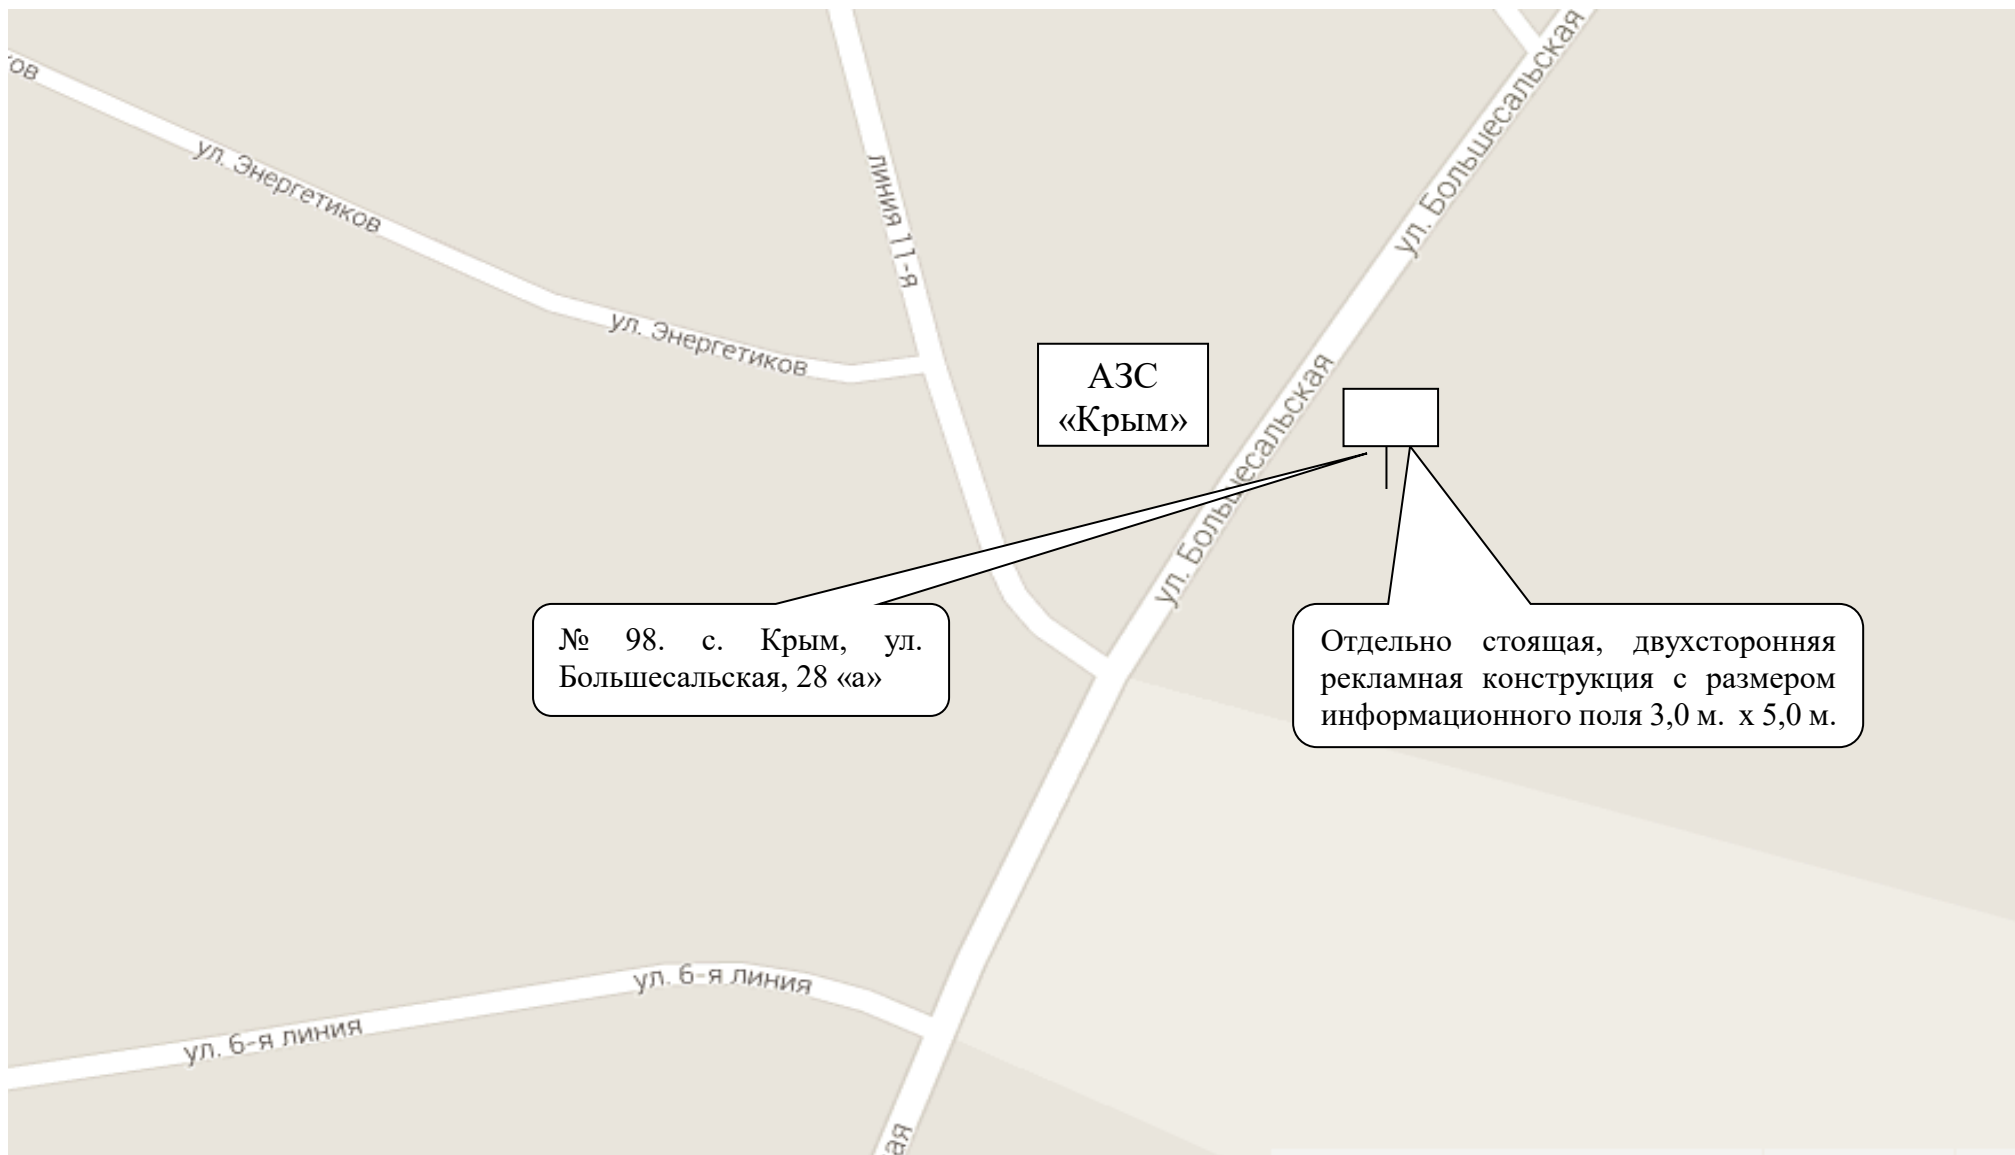 ов
ул. Энергетиков
ул. Энергетиков
линия 11-я
ул. Большесальская
ул. Большесальская
АЗС
«Крым»
№ 98. с. Крым, ул.
Большесальская, 28 «а»
Отдельно стоящая, двухсторонняя
рекламная конструкция с размером
информационного поля 3,0 м. х 5,0 м.
ул. 6-я линия
ул. 6-я линия
ая